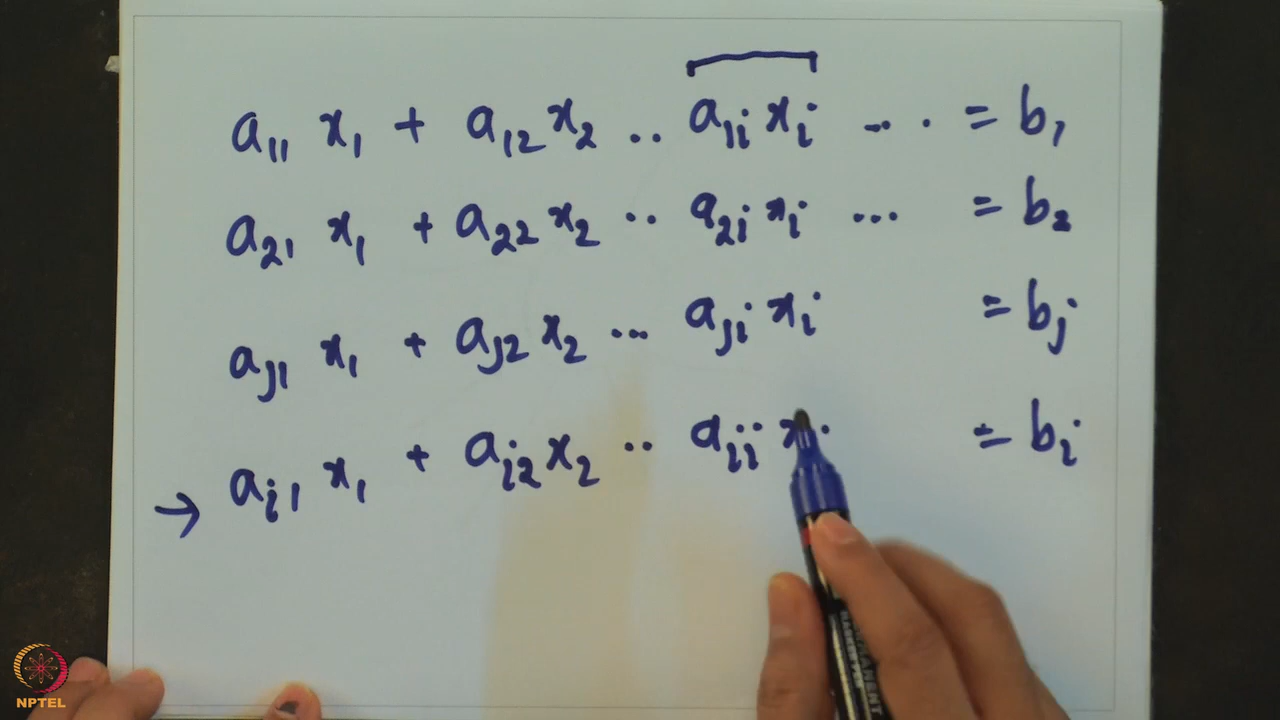 a₁₁ x₁ + a₁₂ x₂ .. a₁ᵢ xᵢ ... . = b₁
a₂₁ x₁ + a₂₂ x₂ .. a₂ᵢ xᵢ ... = b₂
aⱼ₁ x₁ + aⱼ₂ x₂ ... aⱼᵢ xᵢ = bⱼ
→ aᵢ₁ x₁ + aᵢ₂ x₂ .. aᵢᵢ xᵢ = bᵢ
NPTEL